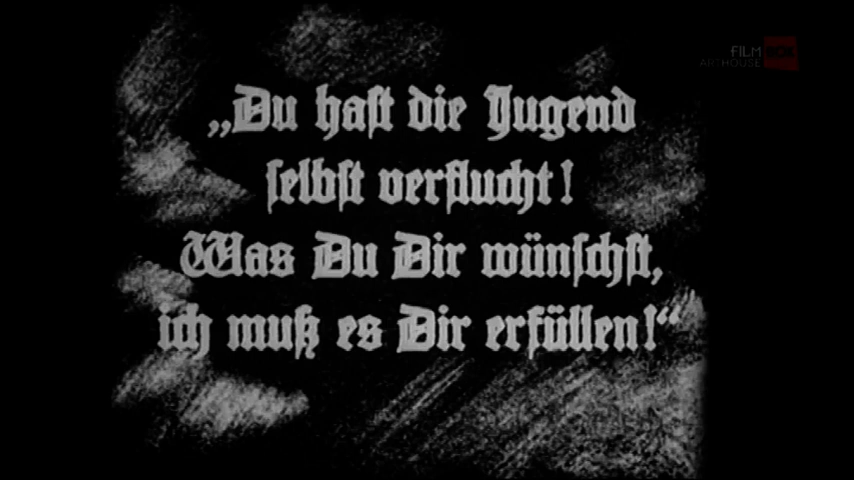 FILM
ARTHOUSE
„Du hast die Jugend
selbst verflucht!
Was Du Dir wünschst,
ich muß es Dir erfüllen!“